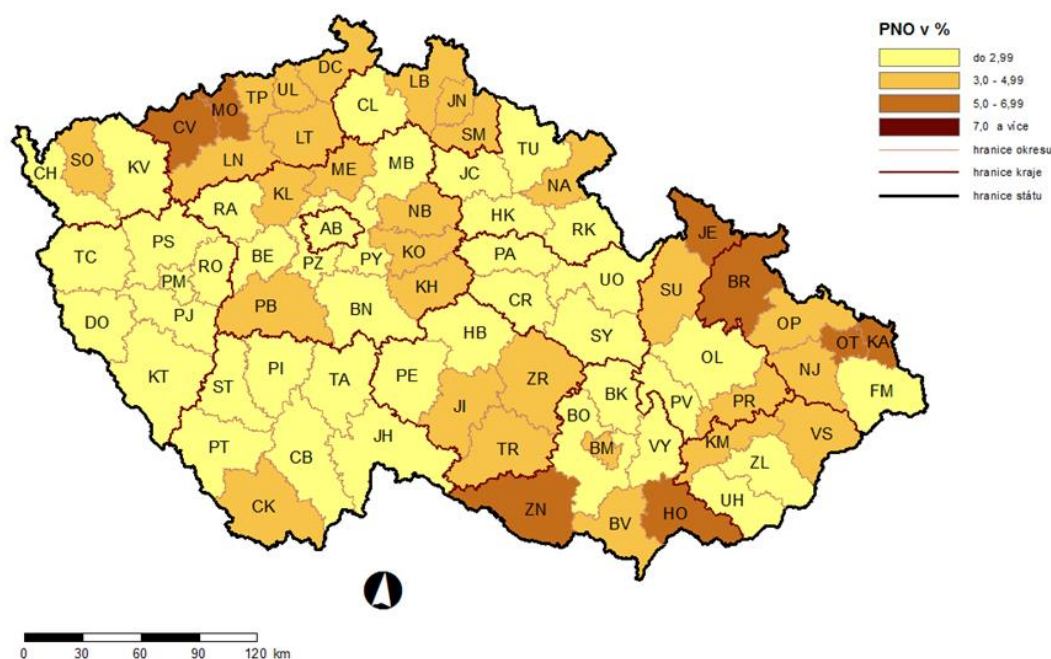 PNO v %
do 2,99
3,0 - 4,99
5,0 - 6,99
7,0 a více
hranice okresu
hranice kraje
hranice státu
DC
LB
JN
UL
TP
MO
CL
CV
LT
SM
TU
LN
ME
MB
SO
KV
CH
JC
NA
KL
RA
NB
HK
AB
RK
JE
PS
TC
BE
KO
PA
RO
PZ
PY
UO
PM
SU
BR
KH
CR
PB
BN
DO
PJ
OP
SY
HB
OT
KA
OL
KT
PI
ST
TA
PE
ZR
NJ
FM
BK
PV
PR
JI
BO
VS
JH
KM
PT
CB
TR
BM
VY
ZL
UH
CK
ZN
BV
HO
0 30 60 90 120 km